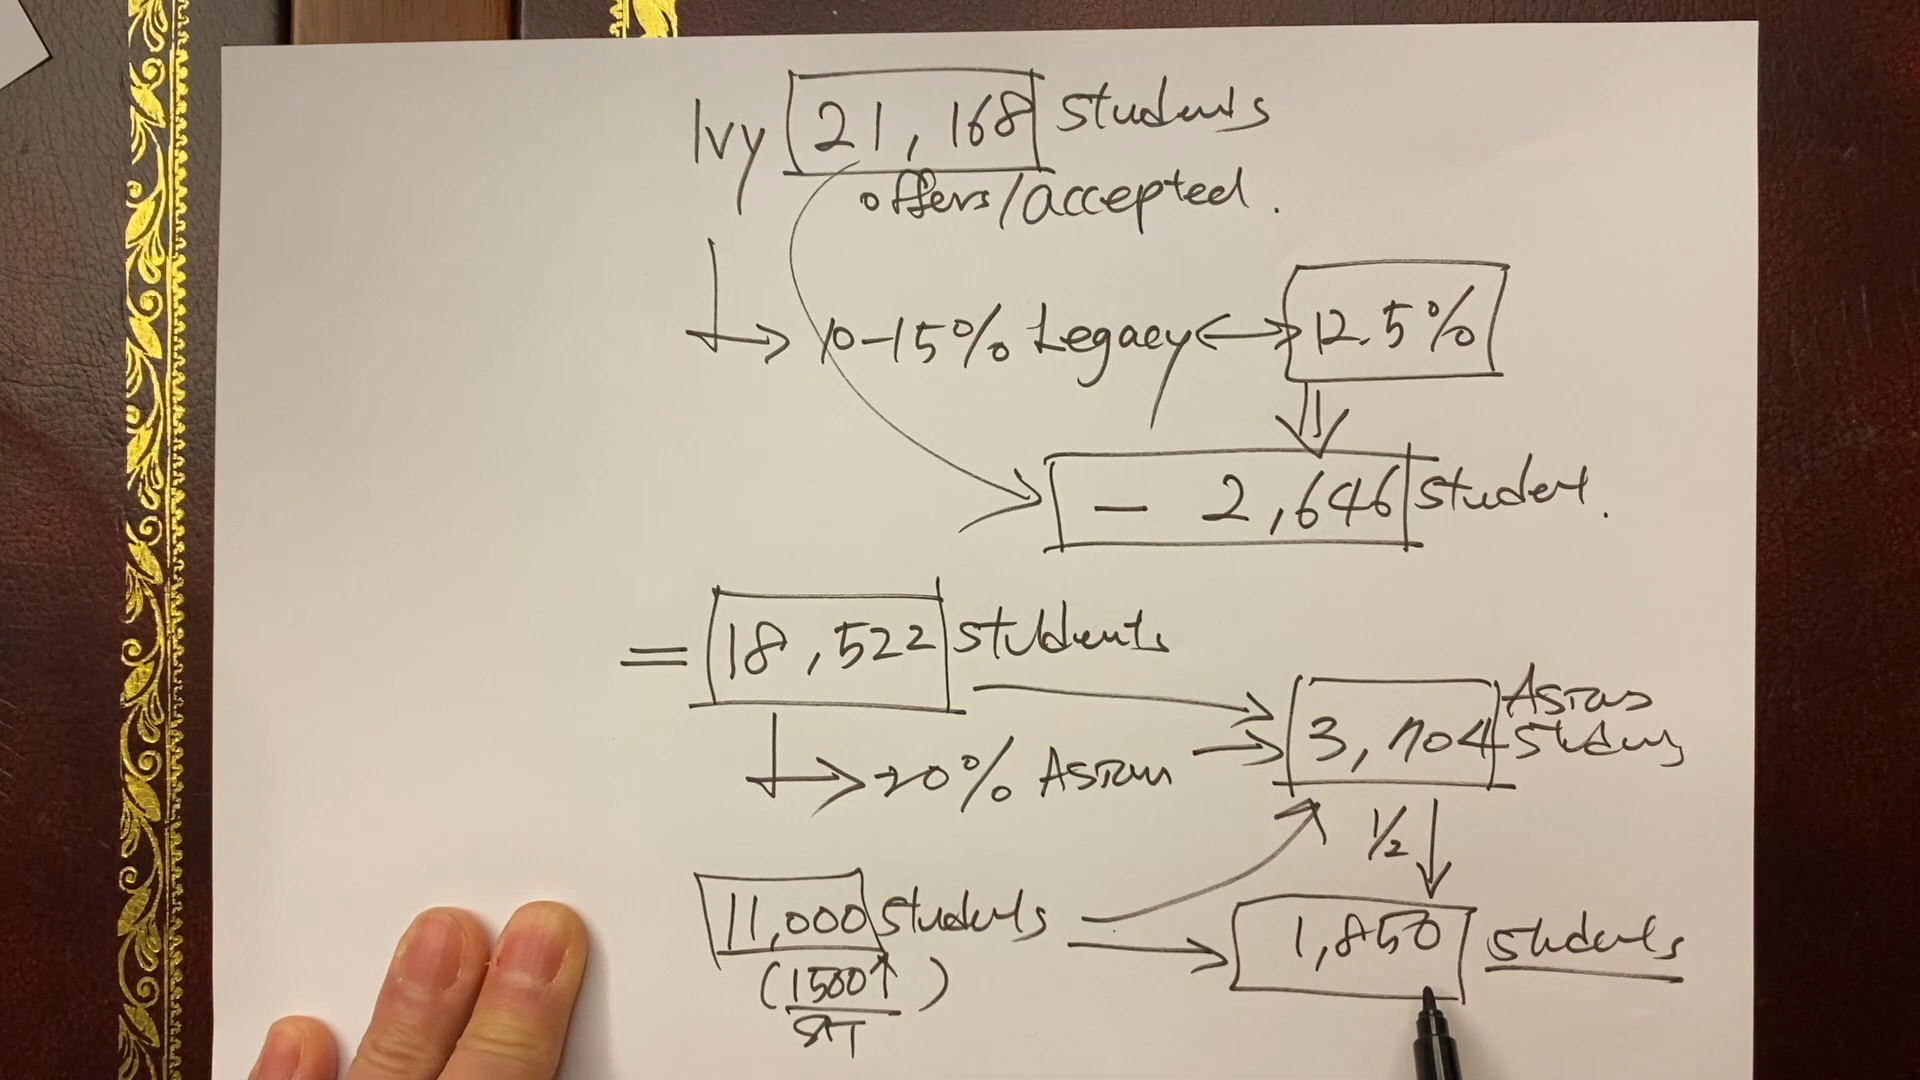 Ivy 21,168 students
offers/accepted.
10-15% Legacy 12.5%
- 2,646 student.
= 18,522 students
20% Asian 3,704 Asian students
1/2
11,000 students 1,850 students
(1500↑)
SAT